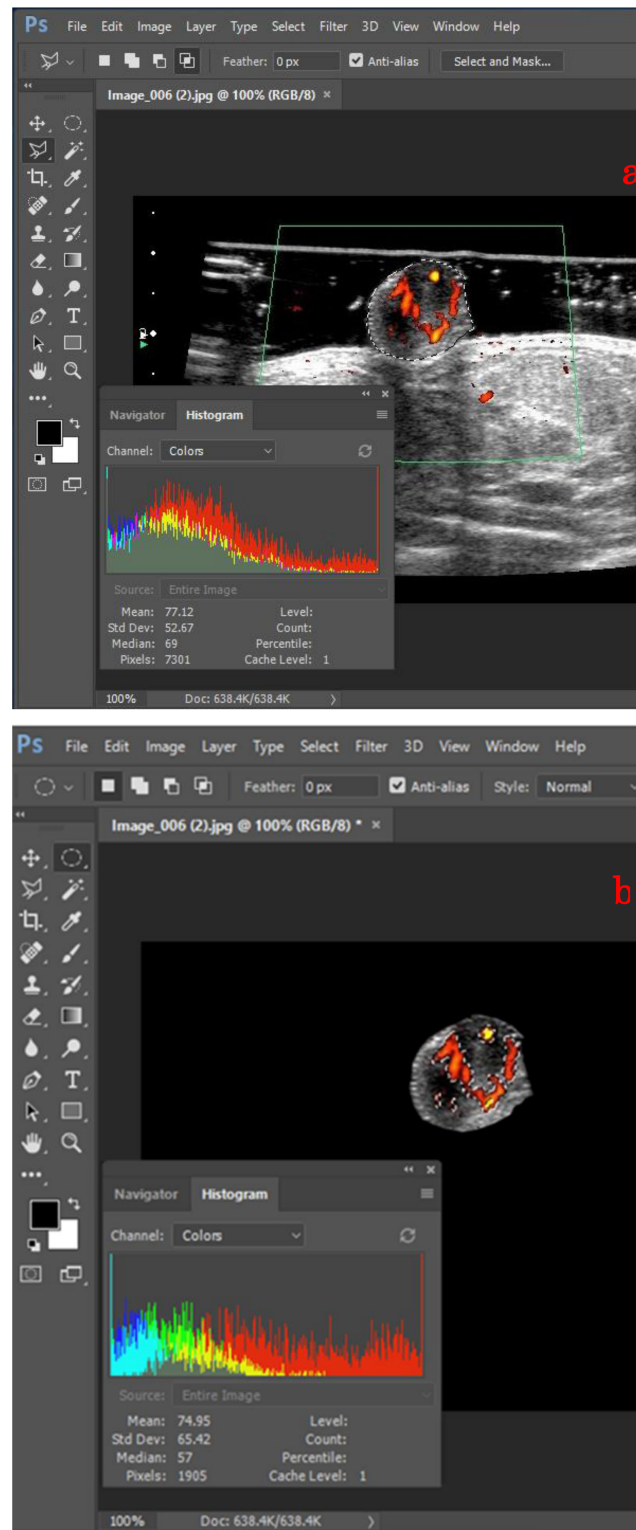 Ps File Edit Image Layer Type Select Filter 3D View Window Help
Feather: 0 px Anti-alias Select and Mask...
Image_006 (2).jpg @ 100% (RGB/8) ×
a
Navigator Histogram
Channel: Colors
Source: Entire Image
Mean: 77.12 Level:
Std Dev: 52.67 Count:
Median: 69 Percentile:
Pixels: 7301 Cache Level: 1
100% Doc: 638.4K/638.4K
Ps File Edit Image Layer Type Select Filter 3D View Window Help
Feather: 0 px Anti-alias Style: Normal
Image_006 (2).jpg @ 100% (RGB/8) * ×
b
Navigator Histogram
Channel: Colors
Source: Entire Image
Mean: 74.95 Level:
Std Dev: 65.42 Count:
Median: 57 Percentile:
Pixels: 1905 Cache Level: 1
100% Doc: 638.4K/638.4K